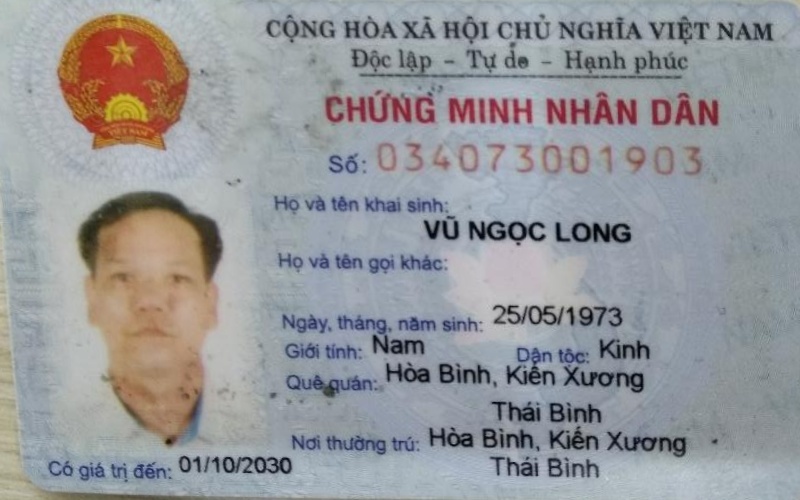 CỘNG HÒA XÃ HỘI CHỦ NGHĨA VIỆT NAM
Độc lập - Tự do - Hạnh phúc
CHỨNG MINH NHÂN DÂN
Số: 034073001903
Họ và tên khai sinh:
VŨ NGỌC LONG
Họ và tên gọi khác:
Ngày, tháng, năm sinh: 25/05/1973
Giới tính: Nam Dân tộc: Kinh
Quê quán: Hòa Bình, Kiến Xương
Thái Bình
Nơi thường trú: Hòa Bình, Kiến Xương
Thái Bình
Có giá trị đến: 01/10/2030
VIỆT NAM